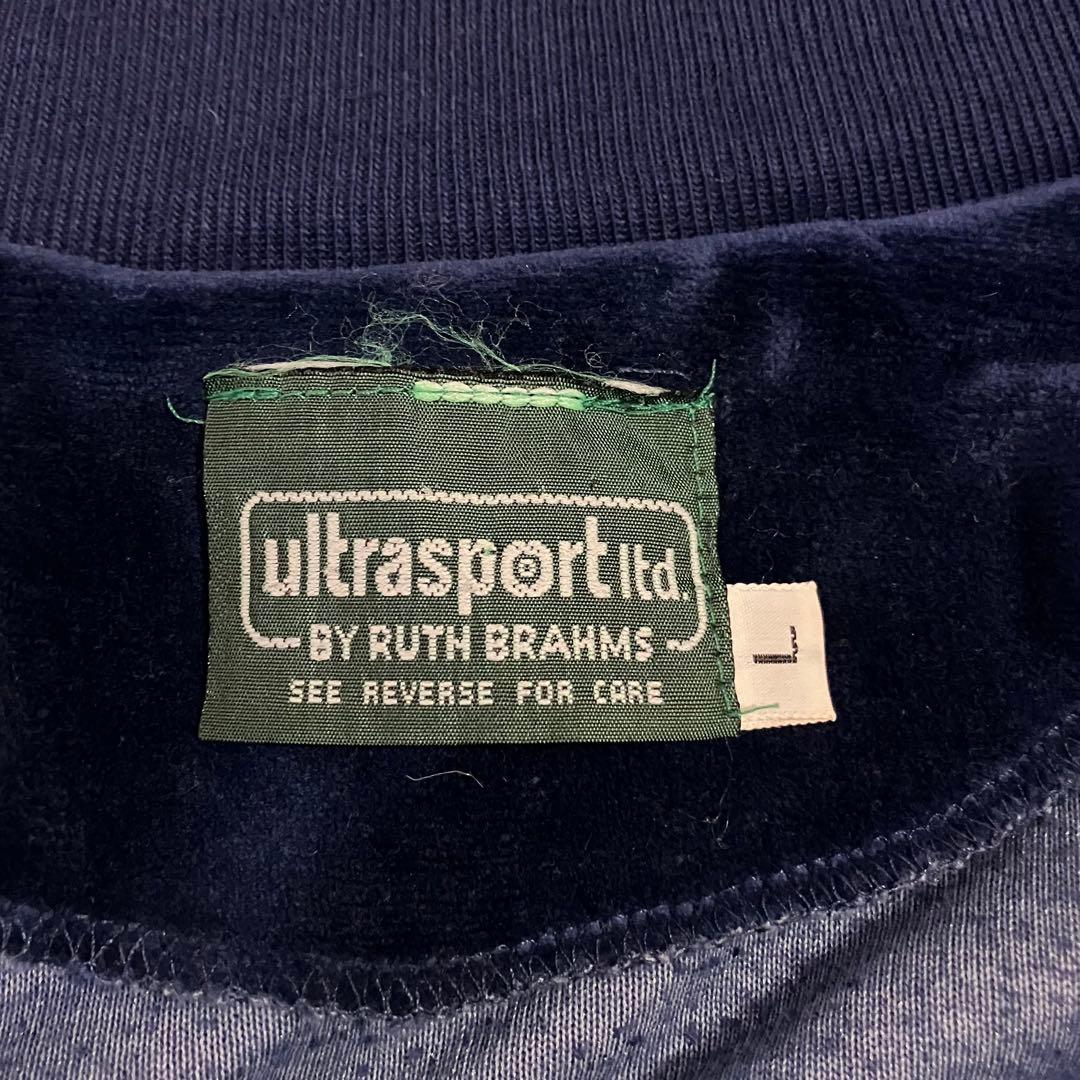 ultrasport ltd.
BY RUTH BRAHMS
SEE REVERSE FOR CARE
L